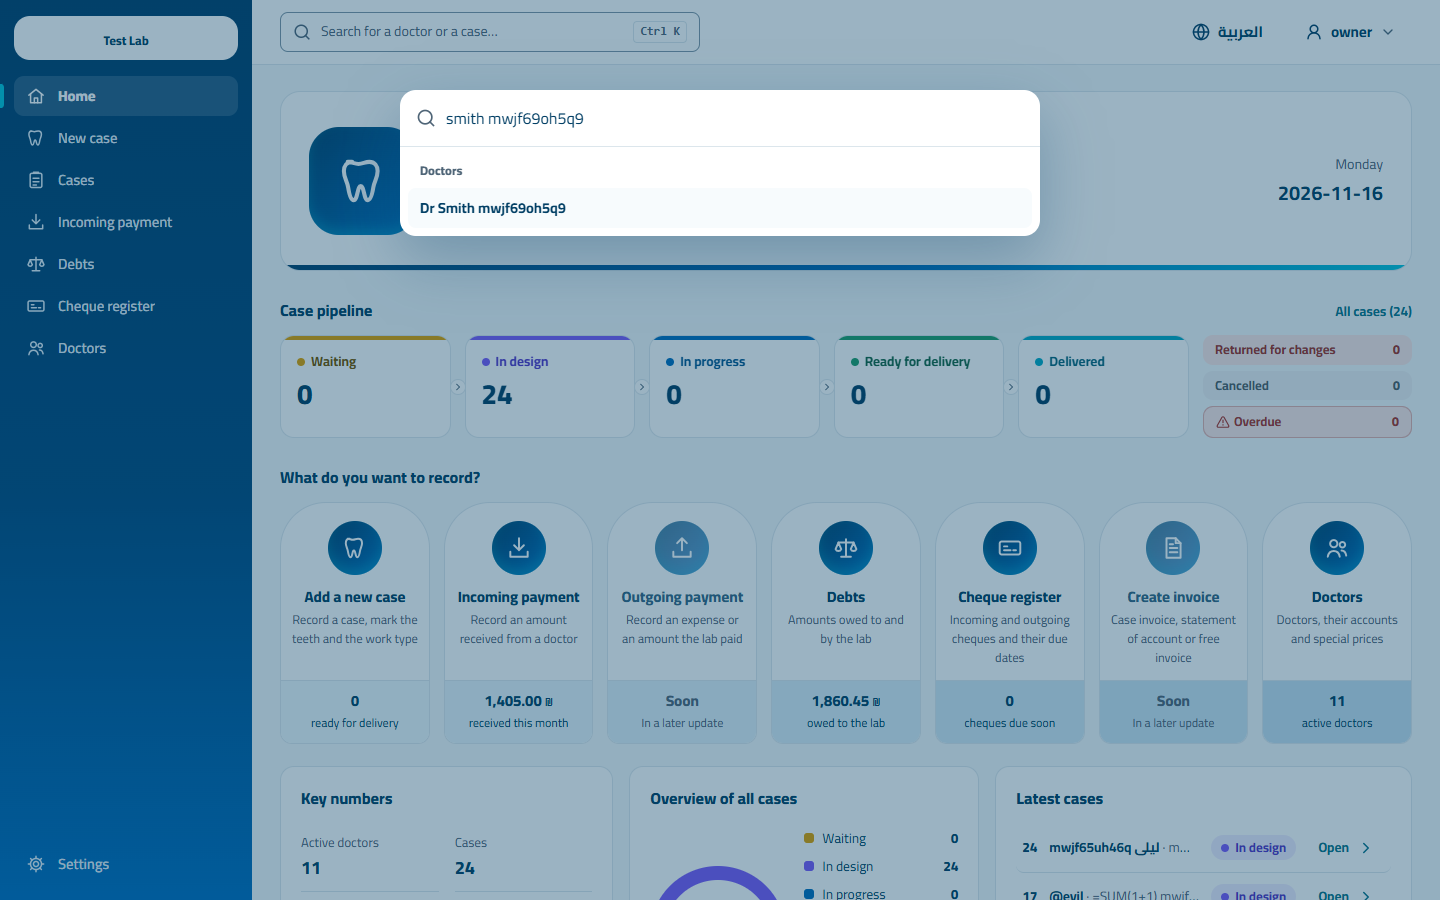 Test Lab
Home
New case
Cases
Incoming payment
Debts
Cheque register
Doctors
Settings
Search for a doctor or a case...
Ctrl K
العربية
owner
smith mwjf69oh5q9
Doctors
Dr Smith mwjf69oh5q9
Monday
2026-11-16
Case pipeline
All cases (24)
Waiting
0
In design
24
In progress
0
Ready for delivery
0
Delivered
0
Returned for changes 0
Cancelled 0
Overdue 0
What do you want to record?
Add a new case
Record a case, mark the
teeth and the work type
0
ready for delivery
Incoming payment
Record an amount
received from a doctor
1,405.00 ₪
received this month
Outgoing payment
Record an expense or
an amount the lab paid
Soon
In a later update
Debts
Amounts owed to and
by the lab
1,860.45 ₪
owed to the lab
Cheque register
Incoming and outgoing
cheques and their due
dates
0
cheques due soon
Create invoice
Case invoice, statement
of account or free
invoice
Soon
In a later update
Doctors
Doctors, their accounts
and special prices
11
active doctors
Key numbers
Active doctors
11
Cases
24
Overview of all cases
Waiting 0
In design 24
In progress 0
Latest cases
24 mwjf65uh46q ليلى · m... In design Open
17 @evil · =SUM(1+1) mwjf... In design Open